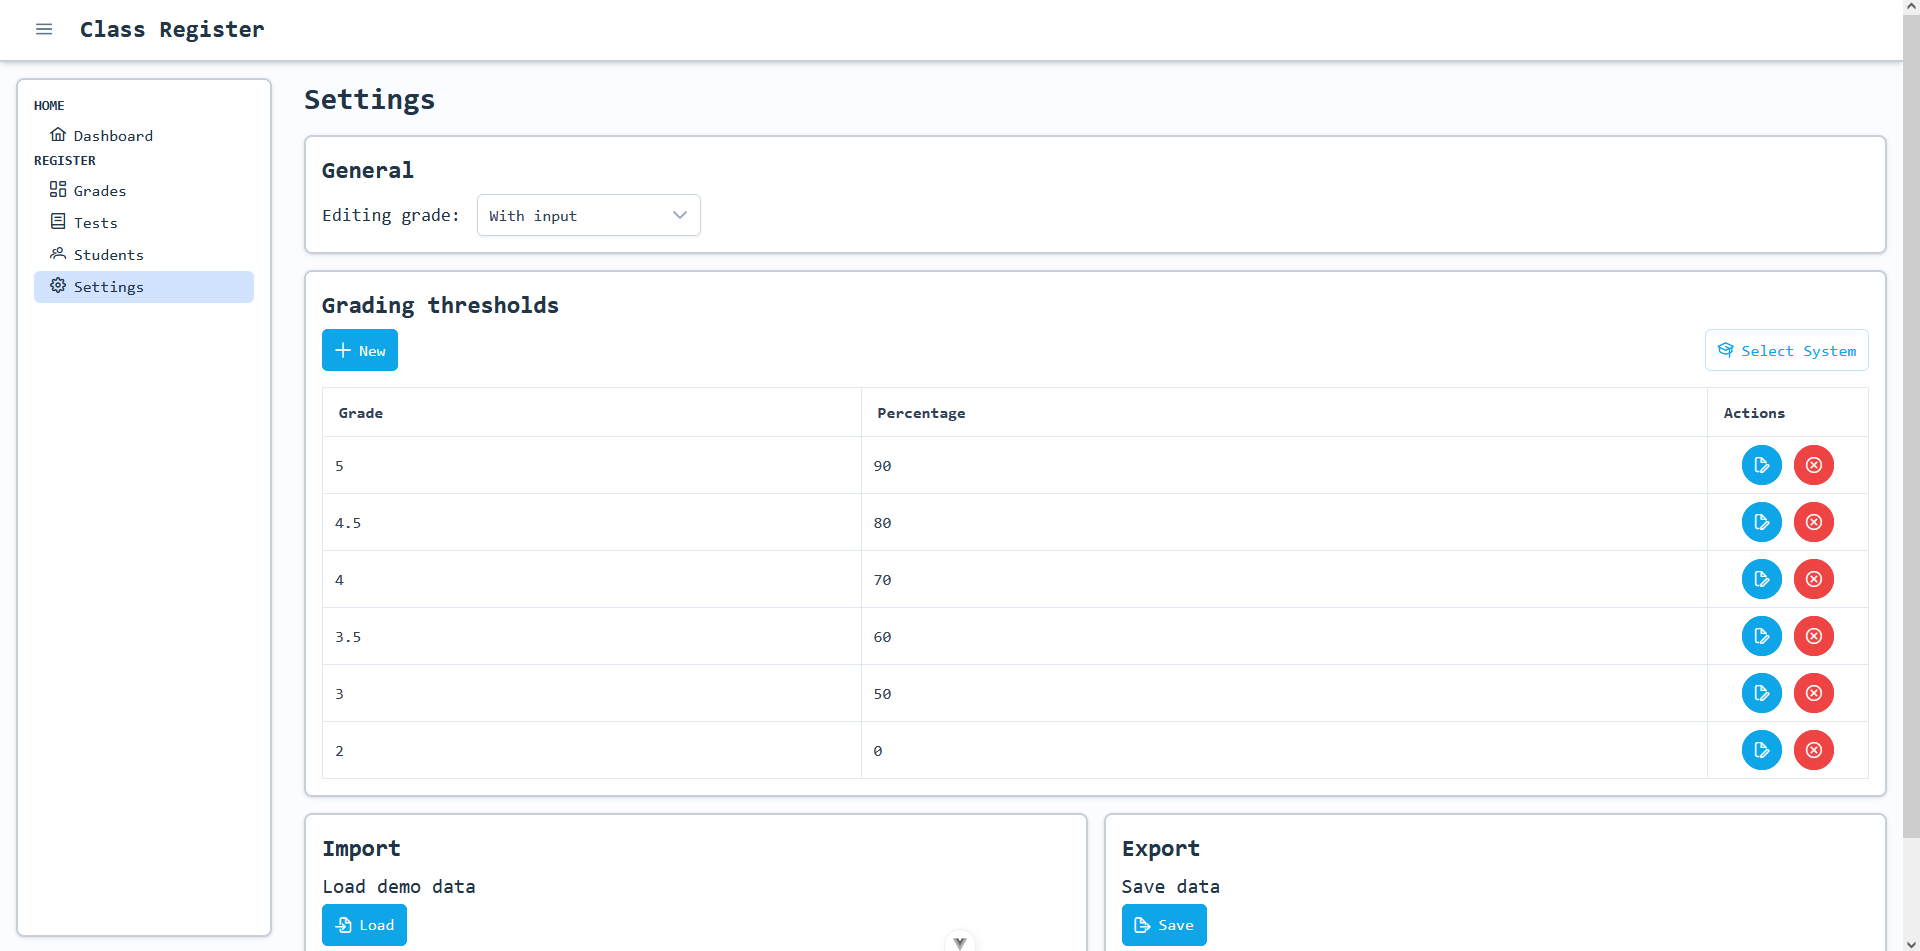 Class Register
HOME
Dashboard
REGISTER
Grades
Tests
Students
Settings
Settings
General
Editing grade: With input
Grading thresholds
New
Select System
Grade Percentage Actions
5 90
4.5 80
4 70
3.5 60
3 50
2 0
Import
Load demo data
Load
Export
Save data
Save